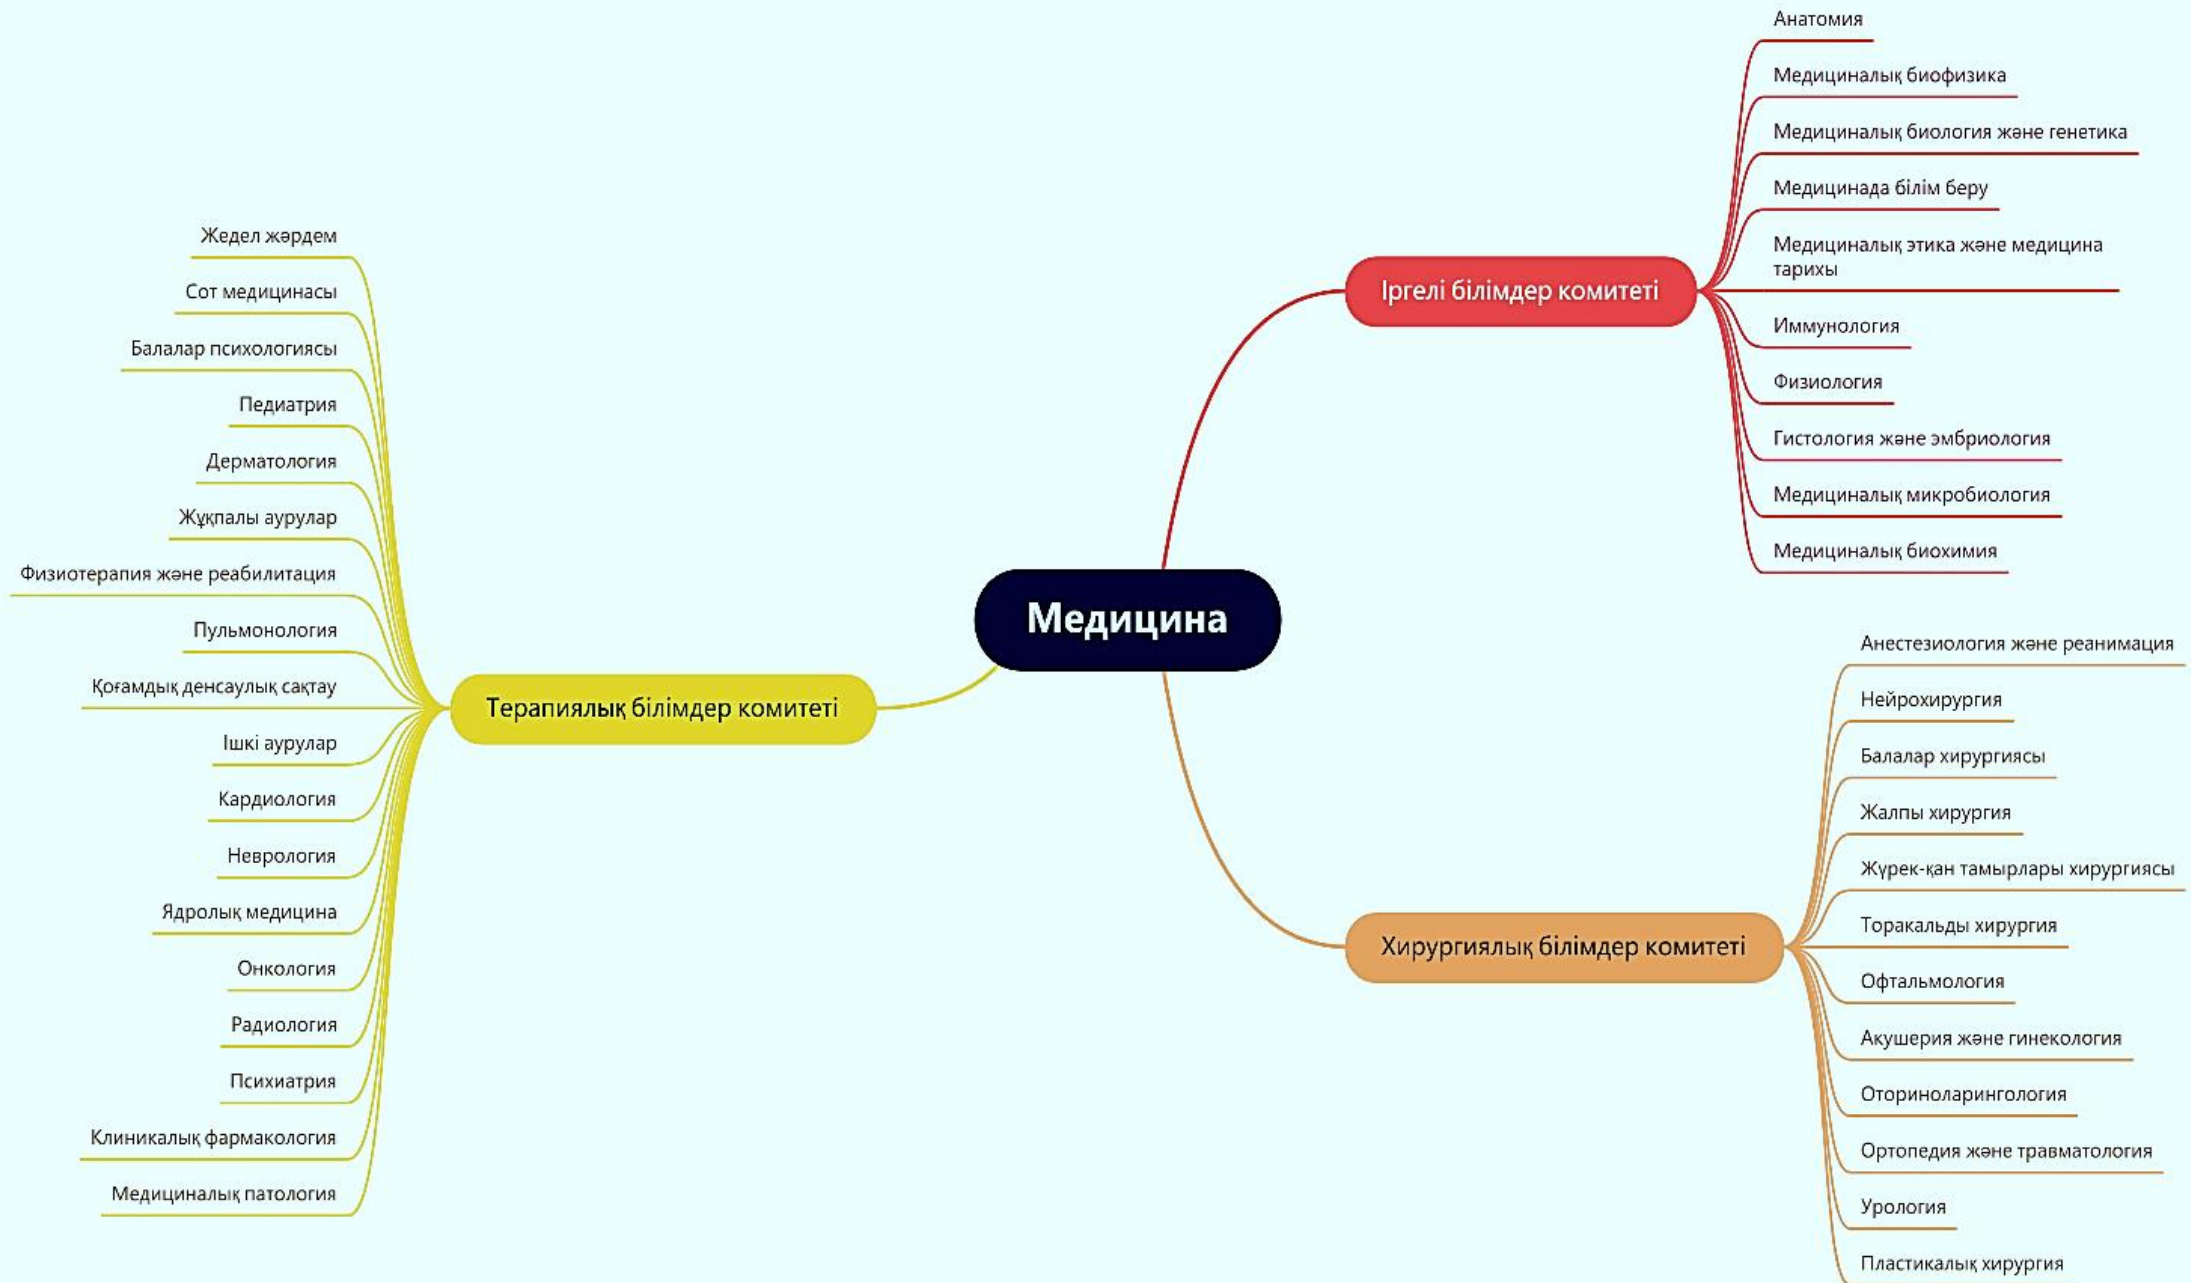 Медицина
Іргелі білімдер комитеті
Анатомия
Медициналық биофизика
Медициналық биология және генетика
Медицинада білім беру
Медициналық этика және медицина
тарихы
Иммунология
Физиология
Гистология және эмбриология
Медициналық микробиология
Медициналық биохимия
Хирургиялық білімдер комитеті
Анестезиология және реанимация
Нейрохирургия
Балалар хирургиясы
Жалпы хирургия
Жүрек-қан тамырлары хирургиясы
Торакальды хирургия
Офтальмология
Акушерия және гинекология
Оториноларингология
Ортопедия және травматология
Урология
Пластикалық хирургия
Терапиялық білімдер комитеті
Жедел жәрдем
Сот медицинасы
Балалар психологиясы
Педиатрия
Дерматология
Жұқпалы аурулар
Физиотерапия және реабилитация
Пульмонология
Қоғамдық денсаулық сақтау
Ішкі аурулар
Кардиология
Неврология
Ядролық медицина
Онкология
Радиология
Психиатрия
Клиникалық фармакология
Медициналық патология